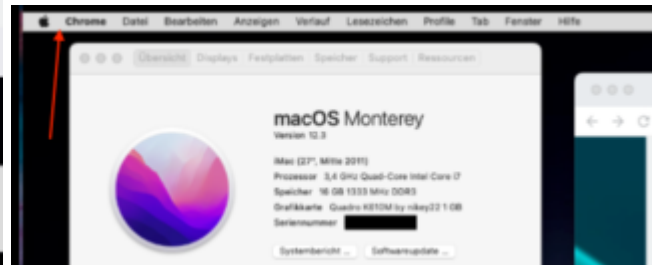 Chrome Datei Bearbeiten Anzeigen Verlauf Lesezeichen Profile Tab Fenster Hilfe
Übersicht Displays Festplatten Speicher Support Ressourcen
macOS Monterey
Version 12.3
iMac (27", Mitte 2011)
Prozessor 3,4 GHz Quad-Core Intel Core i7
Speicher 16 GB 1333 MHz DDR3
Grafikkarte Quadro K610M by nikey22 1 GB
Seriennummer
Systembericht ... Softwareupdate ...